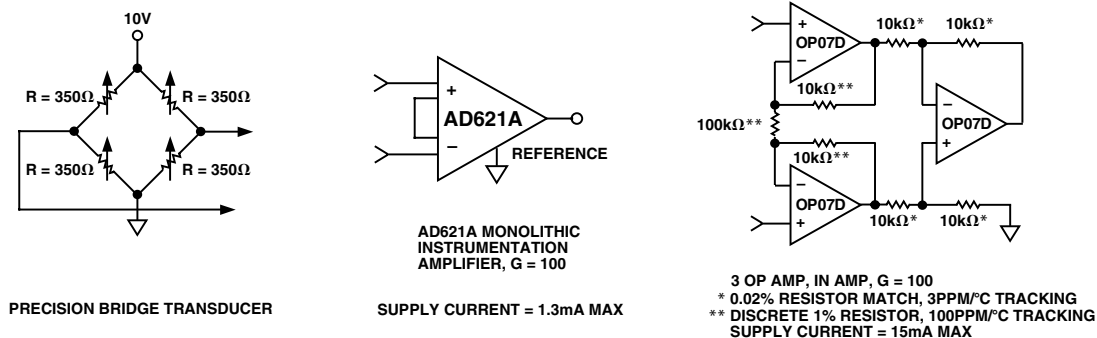 10V
R = 350Ω
R = 350Ω
R = 350Ω
R = 350Ω
PRECISION BRIDGE TRANSDUCER
+
AD621A
−
REFERENCE
AD621A MONOLITHIC
INSTRUMENTATION
AMPLIFIER, G = 100
SUPPLY CURRENT = 1.3mA MAX
+
OP07D
−
10kΩ*
10kΩ*
10kΩ**
100kΩ**
−
OP07D
+
10kΩ**
−
OP07D
+
10kΩ*
10kΩ*
3 OP AMP, IN AMP, G = 100
* 0.02% RESISTOR MATCH, 3PPM/°C TRACKING
** DISCRETE 1% RESISTOR, 100PPM/°C TRACKING
SUPPLY CURRENT = 15mA MAX